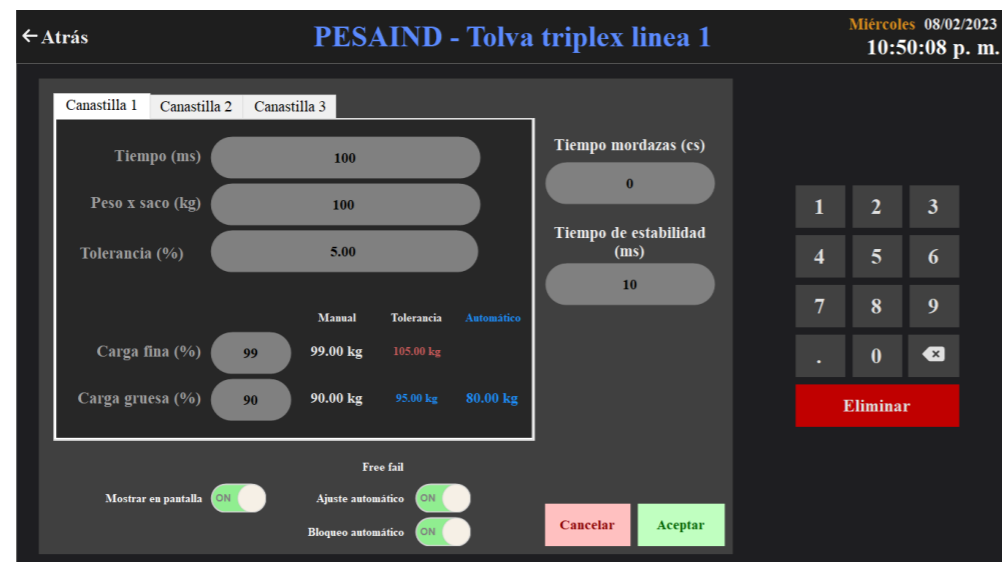 Atrás
PESAIND - Tolva triplex linea 1
Miércoles 08/02/2023
10:50:08 p. m.
Canastilla 1 Canastilla 2 Canastilla 3
Tiempo (ms) 100
Peso x saco (kg) 100
Tolerancia (%) 5.00
Manual Tolerancia Automático
Carga fina (%) 99 99.00 kg 105.00 kg
Carga gruesa (%) 90 90.00 kg 95.00 kg 80.00 kg
Tiempo mordazas (cs)
0
Tiempo de estabilidad
(ms)
10
Free fail
Mostrar en pantalla ON
Ajuste automático ON
Bloqueo automático ON
Cancelar Aceptar
1 2 3
4 5 6
7 8 9
. 0
Eliminar